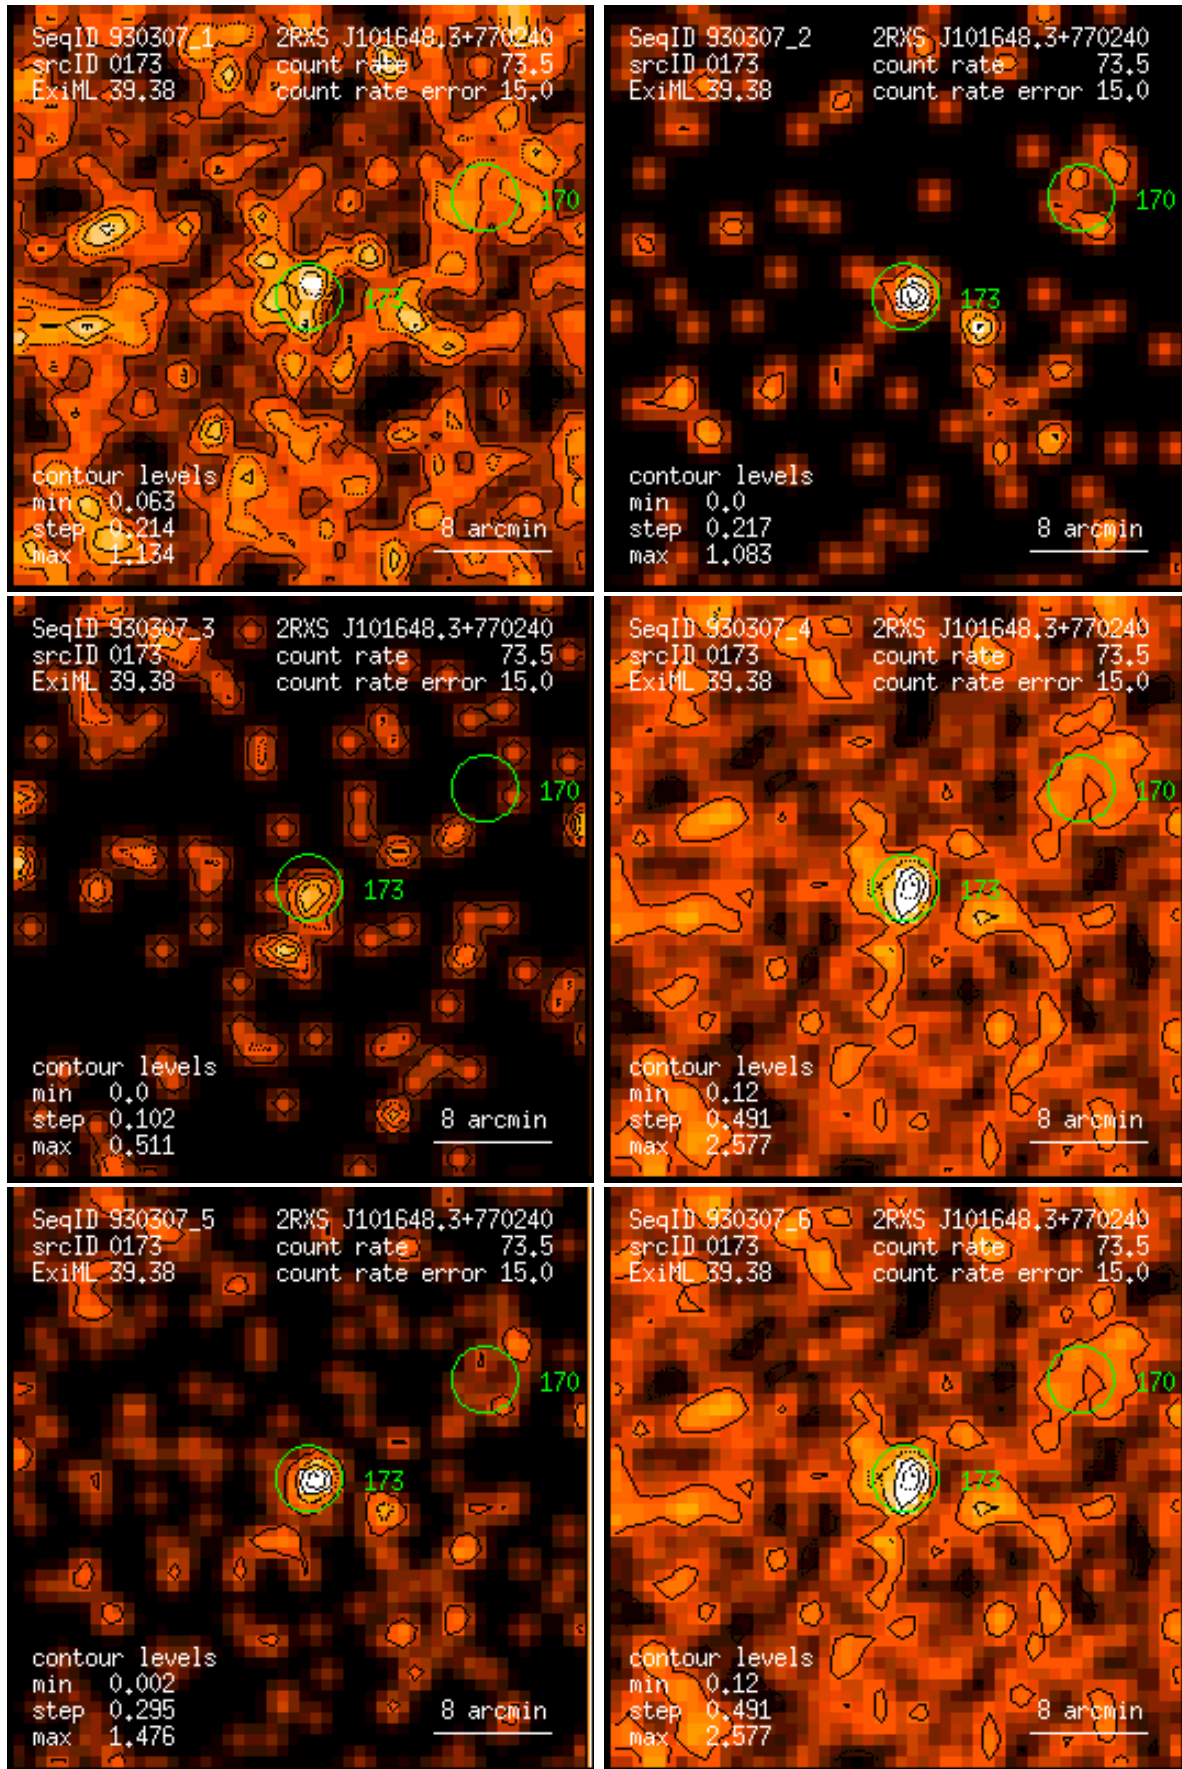 SeqID 930307_1 2RXS J101648.3+770240
srcID 0173 count rate 73.5
ExiML 39.38 count rate error 15.0
170
173
contour levels
min 0.063
step 0.214 8 arcmin
max 1.134
SeqID 930307_2 2RXS J101648.3+770240
srcID 0173 count rate 73.5
ExiML 39.38 count rate error 15.0
170
173
contour levels
min 0.0
step 0.217 8 arcmin
max 1.083
SeqID 930307_3 2RXS J101648.3+770240
srcID 0173 count rate 73.5
ExiML 39.38 count rate error 15.0
170
173
contour levels
min 0.0
step 0.102 8 arcmin
max 0.511
SeqID 930307_4 2RXS J101648.3+770240
srcID 0173 count rate 73.5
ExiML 39.38 count rate error 15.0
170
173
contour levels
min 0.12
step 0.491 8 arcmin
max 2.577
SeqID 930307_5 2RXS J101648.3+770240
srcID 0173 count rate 73.5
ExiML 39.38 count rate error 15.0
170
173
contour levels
min 0.002
step 0.295 8 arcmin
max 1.476
SeqID 930307_6 2RXS J101648.3+770240
srcID 0173 count rate 73.5
ExiML 39.38 count rate error 15.0
170
173
contour levels
min 0.12
step 0.491 8 arcmin
max 2.577